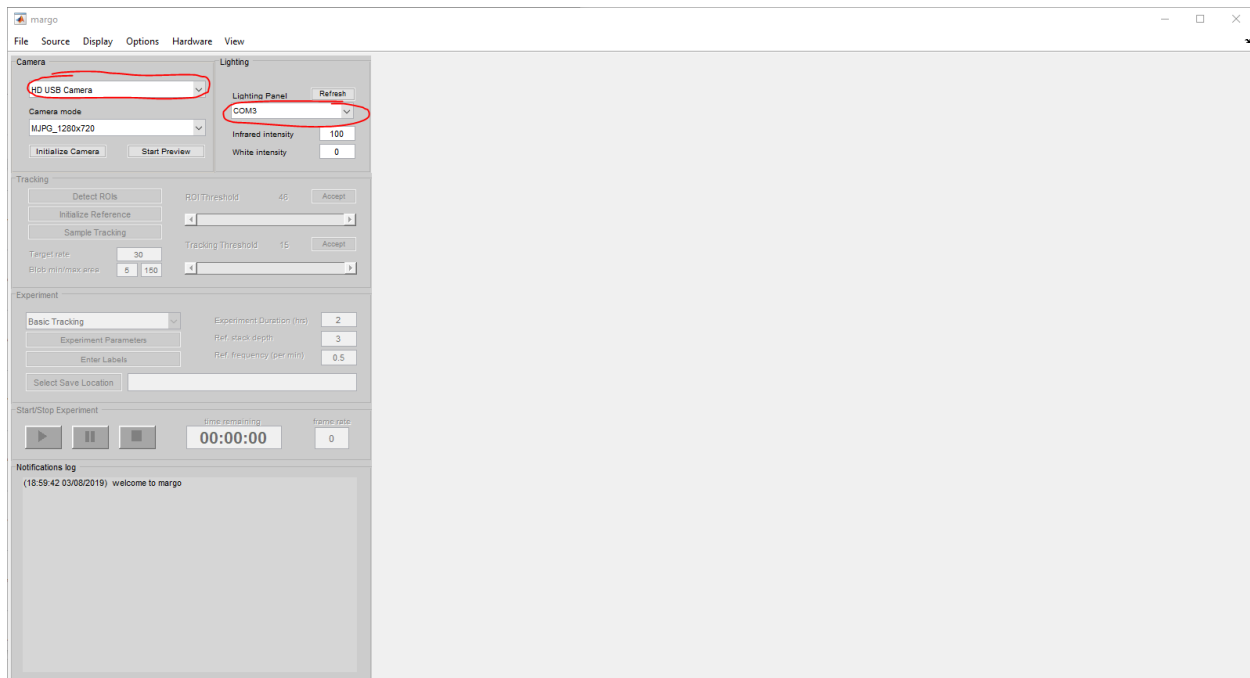 margo
File Source Display Options Hardware View
Camera
HD USB Camera
Camera mode
MJPG_1280x720
Initialize Camera Start Preview
Lighting
Lighting Panel Refresh
COM3
Infrared intensity 100
White intensity 0
Tracking
Detect ROIs
Initialize Reference
Sample Tracking
Target rate 30
Blob min/max area 5 150
ROI Threshold 46 Accept
Tracking Threshold 15 Accept
Experiment
Basic Tracking
Experiment Parameters
Enter Labels
Experiment Duration (hrs) 2
Ref. stack depth 3
Ref. frequency (per min) 0.5
Select Save Location
Start/Stop Experiment
time remaining
00:00:00
frame rate
0
Notifications log
(18:59:42 03/08/2019) welcome to margo